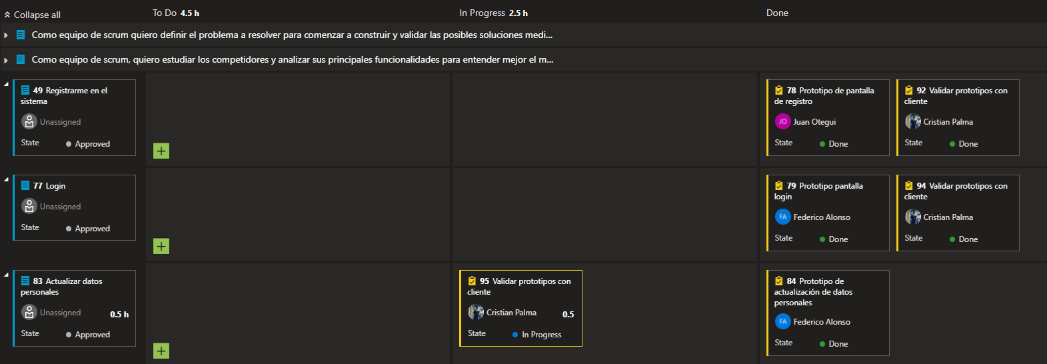 Collapse all
To Do 4.5 h
In Progress 2.5 h
Done
Como equipo de scrum quiero definir el problema a resolver para comenzar a construir y validar las posibles soluciones medi...
Como equipo de scrum, quiero estudiar los competidores y analizar sus principales funcionalidades para entender mejor el m...
49 Registrarme en el
sistema
Unassigned
State Approved
78 Prototipo de pantalla
de registro
JO Juan Otegui
State Done
92 Validar prototipos con
cliente
Cristian Palma
State Done
77 Login
Unassigned
State Approved
79 Prototipo pantalla
login
FA Federico Alonso
State Done
94 Validar prototipos con
cliente
Cristian Palma
State Done
83 Actualizar datos
personales
Unassigned 0.5 h
State Approved
95 Validar prototipos con
cliente
Cristian Palma 0.5
State In Progress
84 Prototipo de
actualización de datos
personales
FA Federico Alonso
State Done